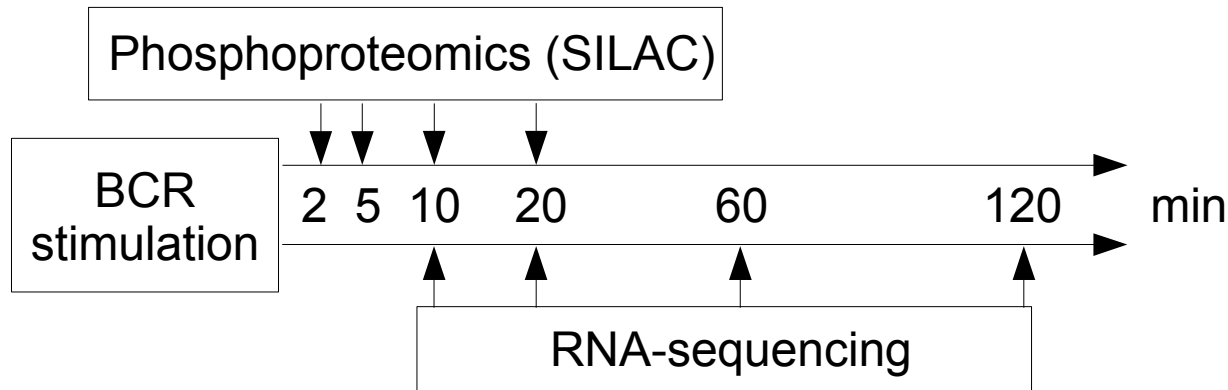 Phosphoproteomics (SILAC)
BCR
stimulation
2 5 10 20 60 120 min
RNA-sequencing